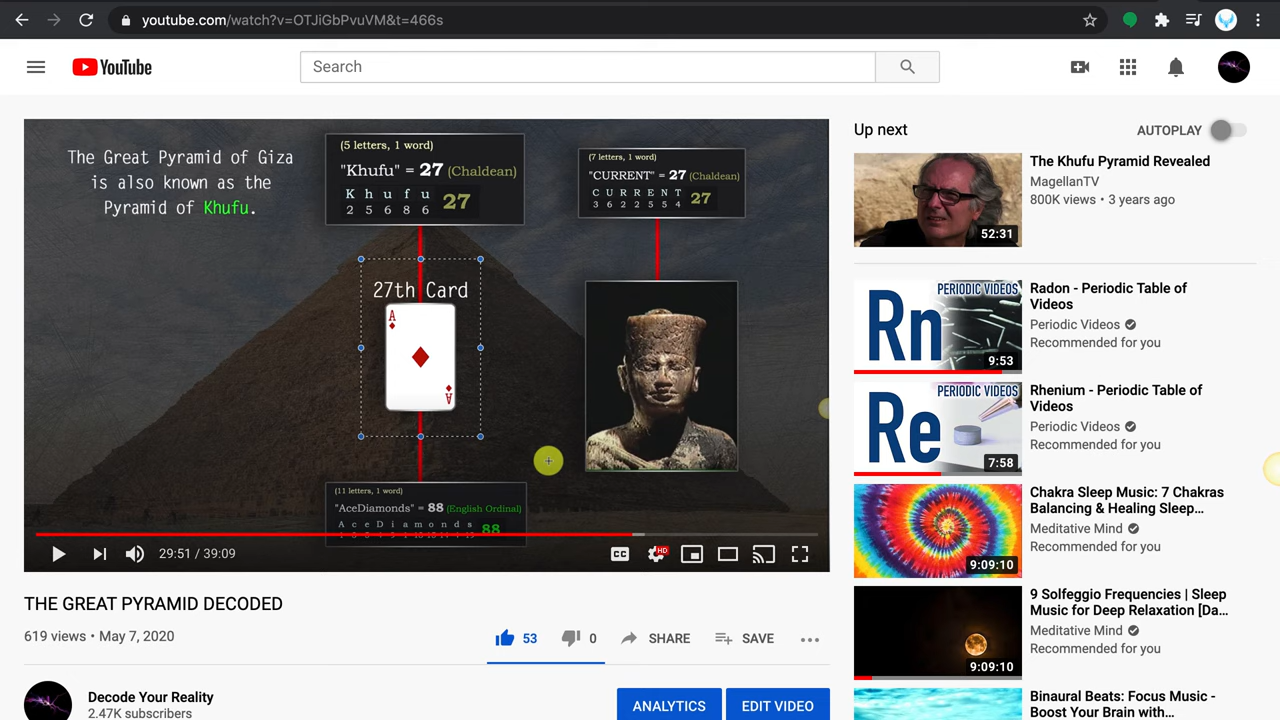 youtube.com/watch?v=OTJiGbPvuVM&t=466s
YouTube
Search
The Great Pyramid of Giza
is also known as the
Pyramid of Khufu.
(5 letters, 1 word)
"Khufu" = 27 (Chaldean)
K h u f u
2 5 6 8 6 27
(7 letters, 1 word)
"CURRENT" = 27 (Chaldean)
C U R R E N T
3 6 2 2 5 5 4 27
27th Card
A
A
(11 letters, 1 word)
"AceDiamonds" = 88 (English Ordinal)
A c e D i a m o n d s
88
29:51 / 39:09
CC
HD
THE GREAT PYRAMID DECODED
619 views • May 7, 2020
53
0
SHARE
SAVE
Decode Your Reality
2.47K subscribers
ANALYTICS
EDIT VIDEO
Up next
AUTOPLAY
52:31
The Khufu Pyramid Revealed
MagellanTV
800K views • 3 years ago
PERIODIC VIDEOS
Rn
9:53
Radon - Periodic Table of
Videos
Periodic Videos
Recommended for you
PERIODIC VIDEOS
Re
7:58
Rhenium - Periodic Table of
Videos
Periodic Videos
Recommended for you
9:09:10
Chakra Sleep Music: 7 Chakras
Balancing & Healing Sleep...
Meditative Mind
Recommended for you
9:09:10
9 Solfeggio Frequencies | Sleep
Music for Deep Relaxation [Da...
Meditative Mind
Recommended for you
Binaural Beats: Focus Music -
Boost Your Brain with...